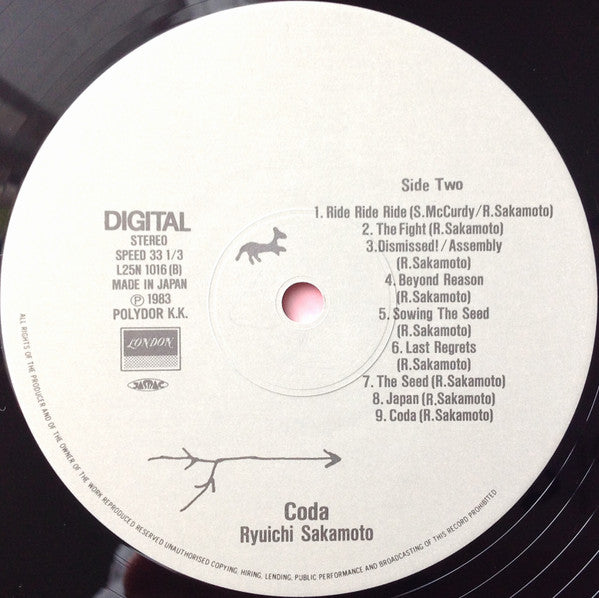 Side Two
1. Ride Ride Ride (S.McCurdy/R.Sakamoto)
2. The Fight (R.Sakamoto)
3.Dismissed!/Assembly
(R.Sakamoto)
4. Beyond Reason
(R.Sakamoto)
5. Sowing The Seed
(R.Sakamoto)
6. Last Regrets
(R.Sakamoto)
7. The Seed (R.Sakamoto)
8. Japan (R.Sakamoto)
9. Coda (R.Sakamoto)
DIGITAL
STEREO
SPEED 33 1/3
L25N 1016 (B)
MADE IN JAPAN
Ⓟ 1983
POLYDOR K.K.
LONDON
JASRAC
Coda
Ryuichi Sakamoto
ALL RIGHTS OF THE PRODUCER AND OF THE OWNER OF THE WORK REPRODUCED RESERVED UNAUTHORISED COPYING, HIRING, LENDING, PUBLIC PERFORMANCE AND BROADCASTING OF THIS RECORD PROHIBITED